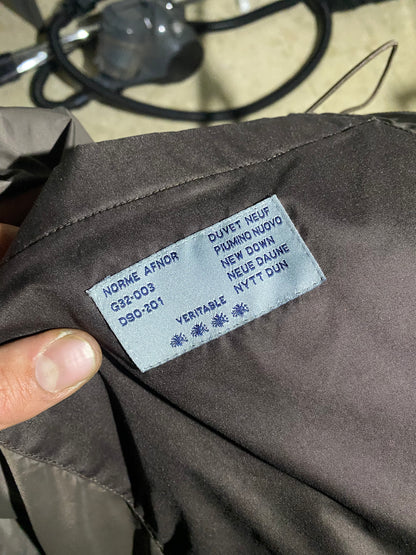 NORME AFNOR
G32-003
D90-201
DUVET NEUF
PIUMINO NUOVO
NEW DOWN
NEUE DAUNE
NYTT DUN
VERITABLE